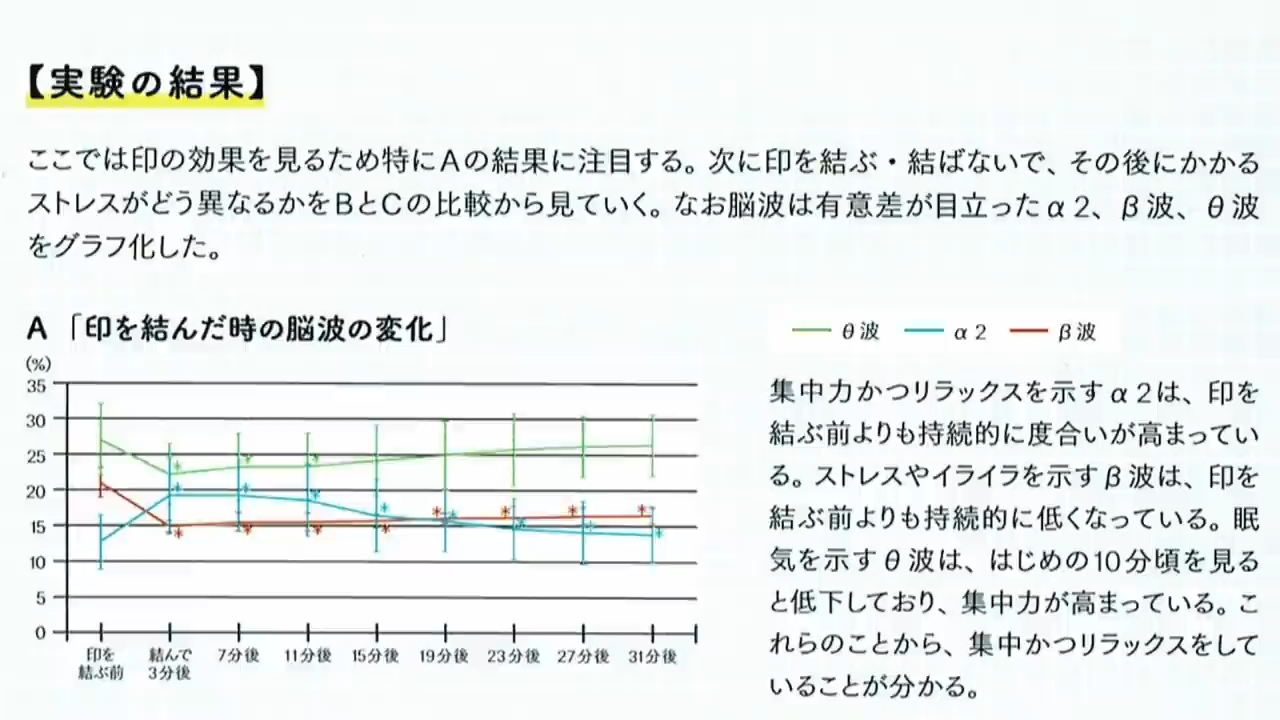 【実験の結果】
ここでは印の効果を見るため特にAの結果に注目する。次に印を結ぶ・結ばないで、その後にかかる
ストレスがどう異なるかをBとCの比較から見ていく。なお脳波は有意差が目立ったα2、β波、θ波
をグラフ化した。
A「印を結んだ時の脳波の変化」
θ波 α2 β波
(%)
35
30
25
20
15
10
5
0
印を 結んで 7分後 11分後 15分後 19分後 23分後 27分後 31分後
結ぶ前 3分後
集中力かつリラックスを示すα2は、印を
結ぶ前よりも持続的に度合いが高まってい
る。ストレスやイライラを示すβ波は、印を
結ぶ前よりも持続的に低くなっている。眠
気を示すθ波は、はじめの10分頃を見る
と低下しており、集中力が高まっている。こ
れらのことから、集中かつリラックスをして
いることが分かる。